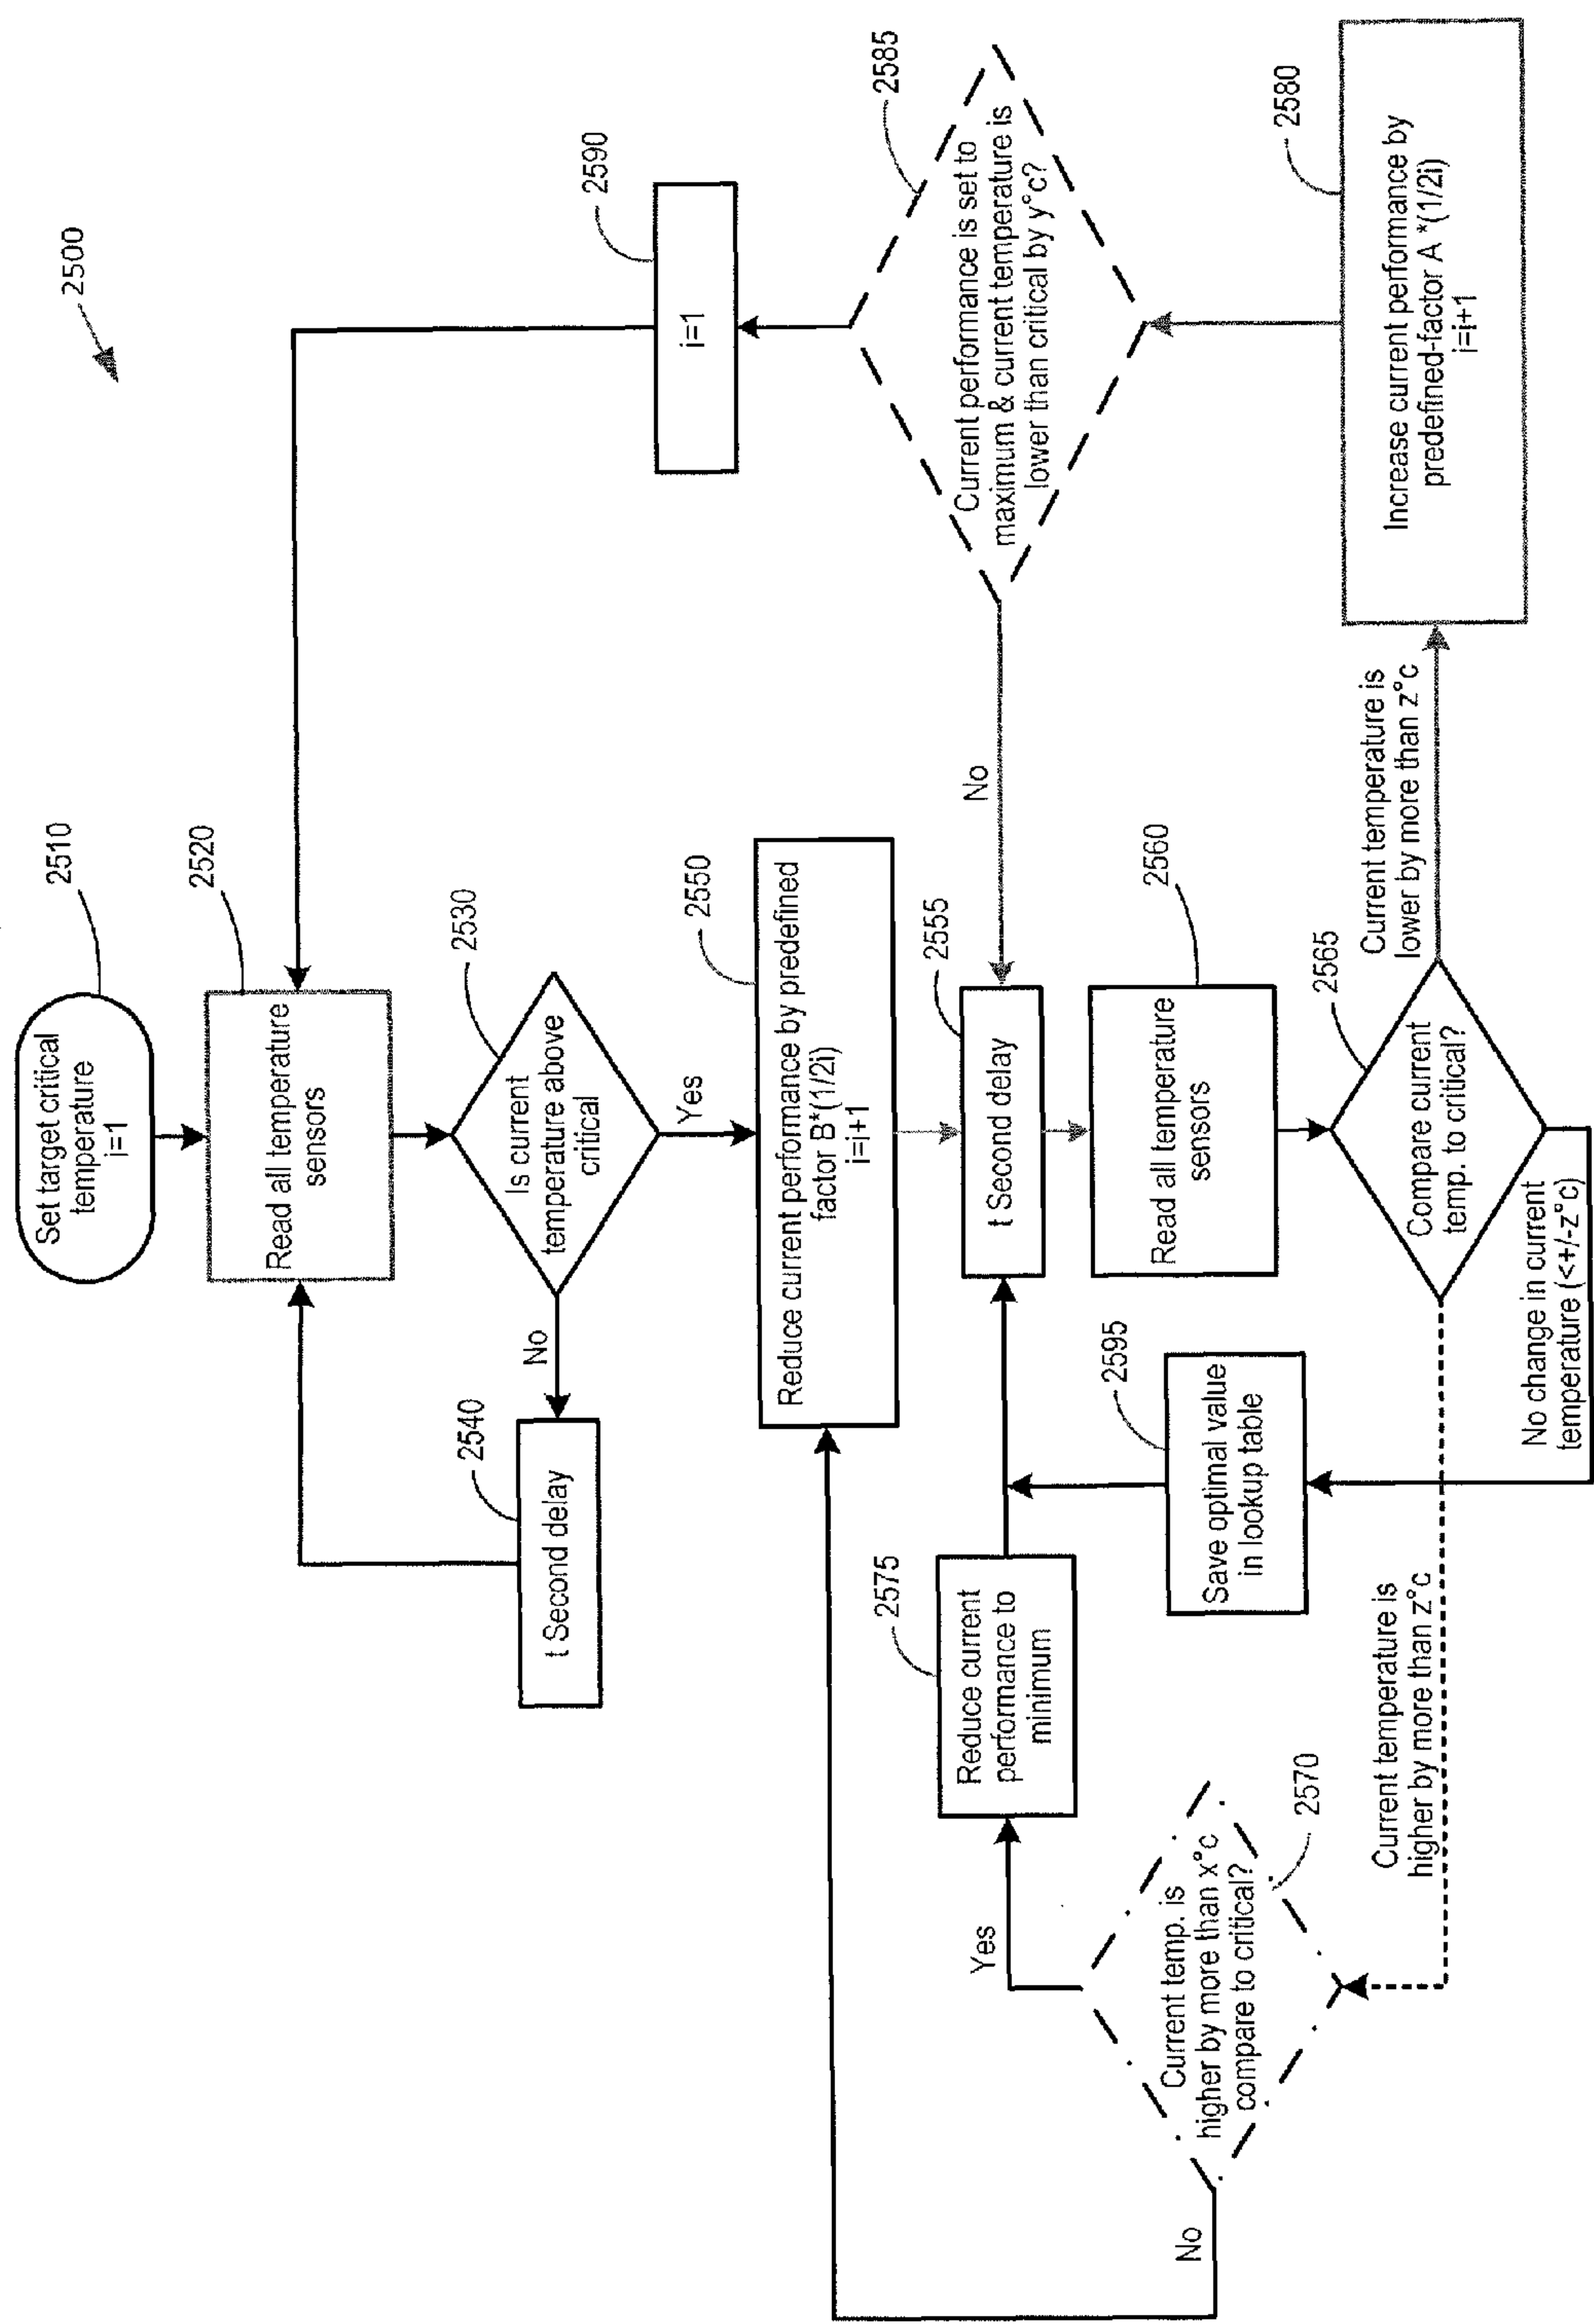 2500
2510
Set target critical
temperature
i=1
2520
Read all temperature
sensors
2530
Is current
temperature above
critical
No
2540
t Second delay
Yes
2550
Reduce current performance by predefined
factor B*(1/2i)
i=i+1
2555
t Second delay
2560
Read all temperature
sensors
2565
Compare current
temp. to critical?
Current temperature is
lower by more than z°c
2580
Increase current performance by
predefined-factor A *(1/2i)
i=i+1
2585
Current performance is set to
maximum & current temperature is
lower than critical by y°c?
No
2590
i=1
No change in current
temperature (<+/-z°c)
2595
Save optimal value
in lookup table
Current temperature is
higher by more than z°c
2570
Current temp. is
higher by more than x°c
compare to critical?
Yes
2575
Reduce current
performance to
minimum
No